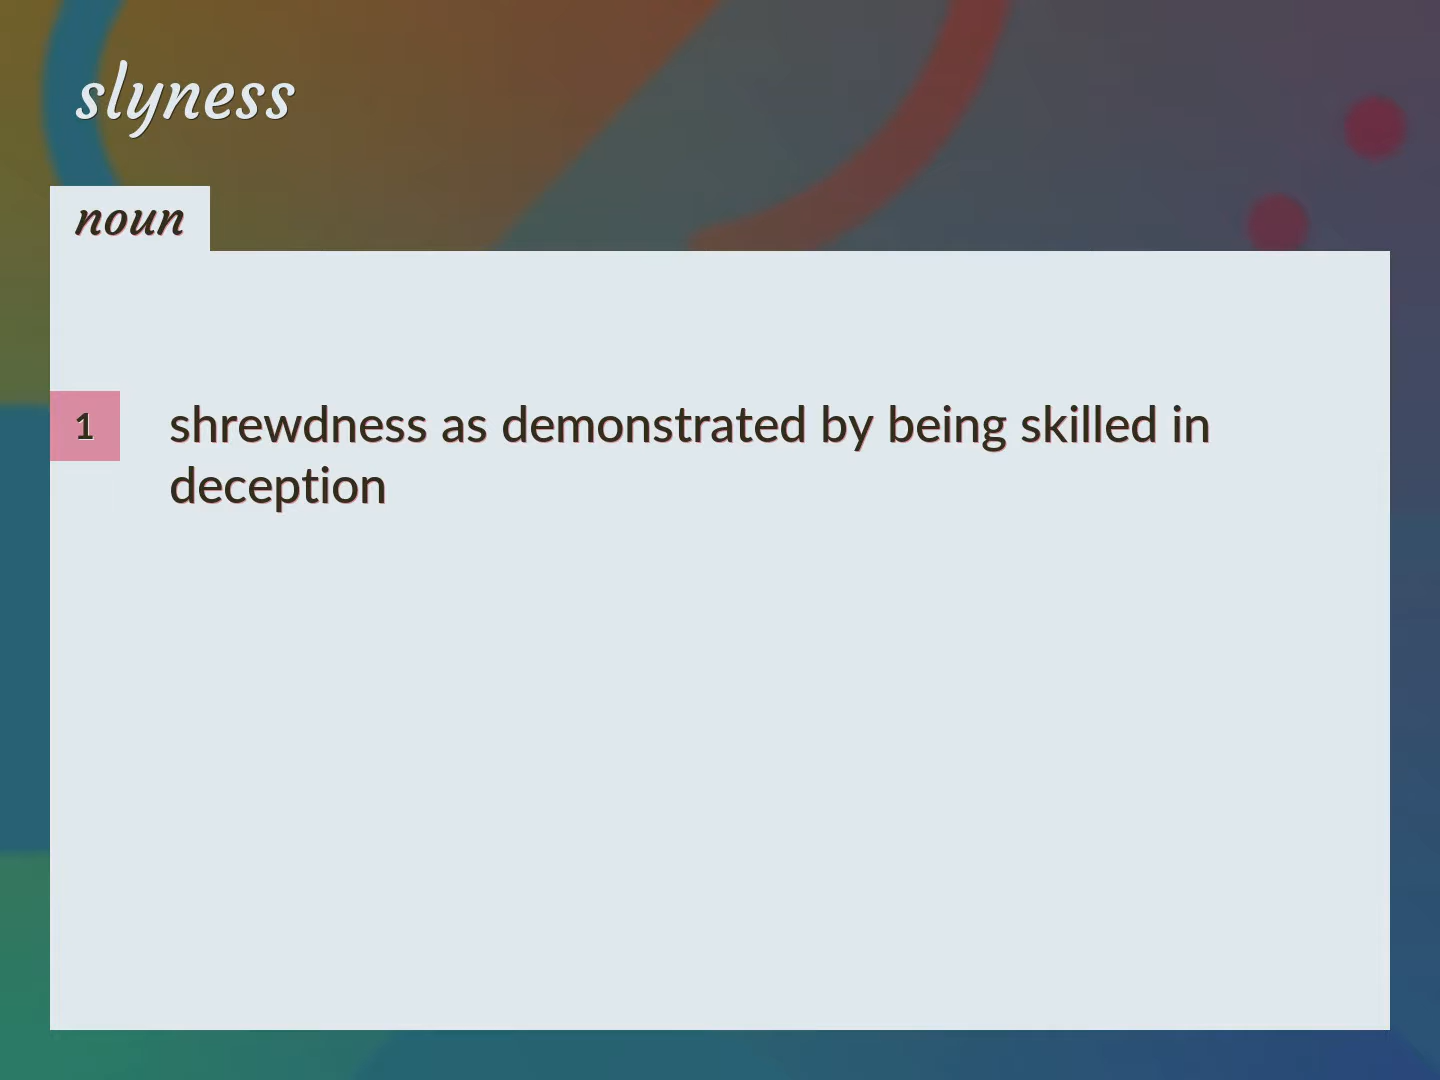 slyness
noun
1
shrewdness as demonstrated by being skilled in
deception